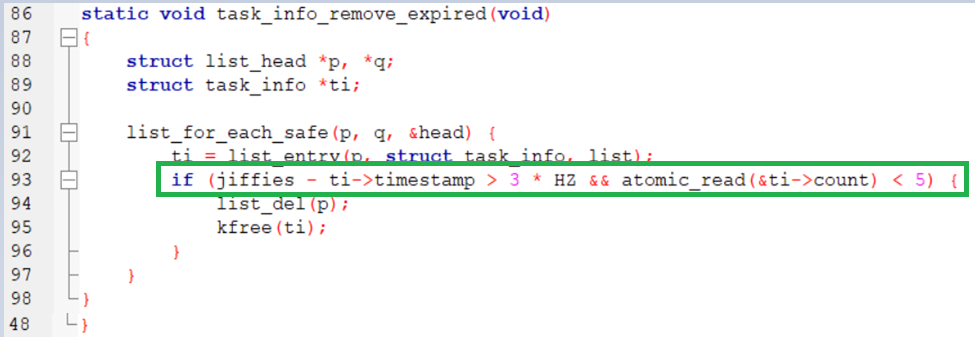 86 static void task_info_remove_expired(void)
87 {
88 struct list_head *p, *q;
89 struct task_info *ti;
90
91 list_for_each_safe(p, q, &head) {
92 ti = list_entry(p, struct task_info, list);
93 if (jiffies - ti->timestamp > 3 * HZ && atomic_read(&ti->count) < 5) {
94 list_del(p);
95 kfree(ti);
96 }
97 }
98 }
48 }